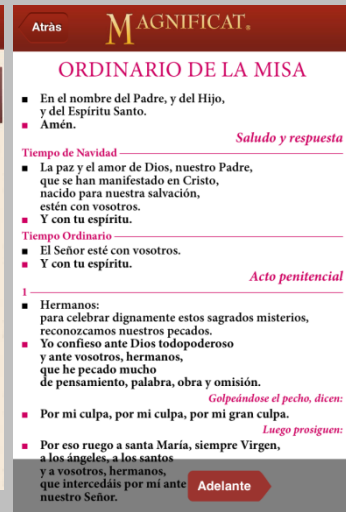 Atràs
MAGNIFICAT®
ORDINARIO DE LA MISA
■ En el nombre del Padre, y del Hijo,
y del Espíritu Santo.
■ Amén.
Saludo y respuesta
Tiempo de Navidad
■ La paz y el amor de Dios, nuestro Padre,
que se han manifestado en Cristo,
nacido para nuestra salvación,
estén con vosotros.
■ Y con tu espíritu.
Tiempo Ordinario
■ El Señor esté con vosotros.
■ Y con tu espíritu.
Acto penitencial
1
■ Hermanos:
para celebrar dignamente estos sagrados misterios,
reconozcamos nuestros pecados.
■ Yo confieso ante Dios todopoderoso
y ante vosotros, hermanos,
que he pecado mucho
de pensamiento, palabra, obra y omisión.
Golpeándose el pecho, dicen:
■ Por mi culpa, por mi culpa, por mi gran culpa.
Luego prosiguen:
■ Por eso ruego a santa María, siempre Virgen,
a los ángeles, a los santos
y a vosotros, hermanos,
que intercedáis por mí ante
nuestro Señor.
Adelante